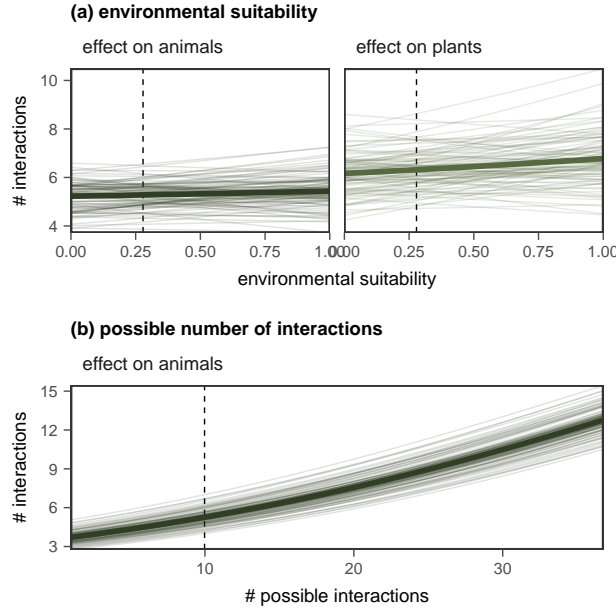 (a) environmental suitability
effect on animals
effect on plants
# interactions
10
8
6
4
0.00 0.25 0.50 0.75 1.00
0.00 0.25 0.50 0.75 1.00
environmental suitability
(b) possible number of interactions
effect on animals
# interactions
15
12
9
6
3
10 20 30
# possible interactions